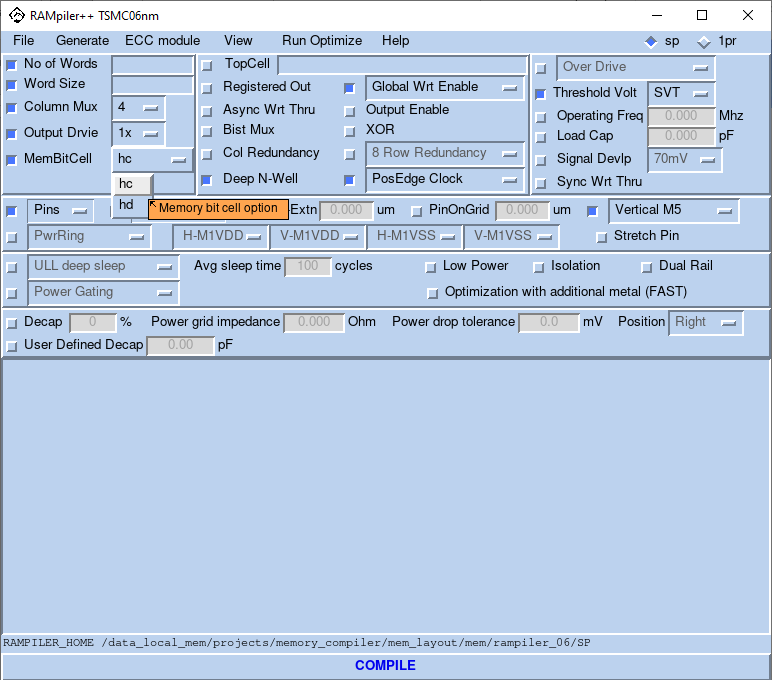 RAMpiler++ TSMC06nm
File Generate ECC module View Run Optimize Help sp 1pr
No of Words TopCell Over Drive
Word Size Registered Out Global Wrt Enable Threshold Volt SVT
Column Mux 4 Async Wrt Thru Output Enable Operating Freq 0.000 Mhz
Output Drvie 1x Bist Mux XOR Load Cap 0.000 pF
MemBitCell hc Col Redundancy 8 Row Redundancy Signal Devlp 70mV
hc Deep N-Well PosEdge Clock Sync Wrt Thru
hd Memory bit cell option
Pins Extn 0.000 um PinOnGrid 0.000 um Vertical M5
PwrRing H-M1VDD V-M1VDD H-M1VSS V-M1VSS Stretch Pin
ULL deep sleep Avg sleep time 100 cycles Low Power Isolation Dual Rail
Power Gating Optimization with additional metal (FAST)
Decap 0 % Power grid impedance 0.000 Ohm Power drop tolerance 0.0 mV Position Right
User Defined Decap 0.00 pF
RAMPILER_HOME /data_local_mem/projects/memory_compiler/mem_layout/mem/rampiler_06/SP
COMPILE